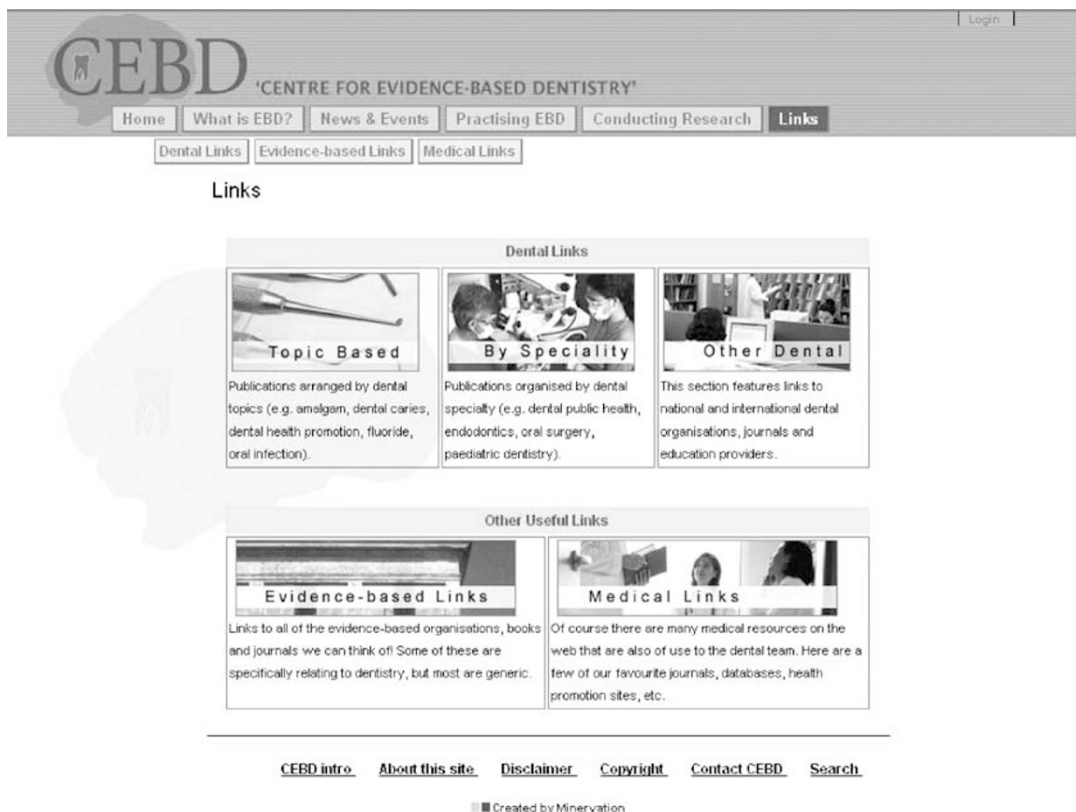 Login
CEBD 'CENTRE FOR EVIDENCE-BASED DENTISTRY'
Home What is EBD? News & Events Practising EBD Conducting Research Links
Dental Links Evidence-based Links Medical Links
Links
Dental Links
Topic Based
Publications arranged by dental
topics (e.g. amalgam, dental caries,
dental health promotion, fluoride,
oral infection).
By Speciality
Publications organised by dental
specialty (e.g. dental public health,
endodontics, oral surgery,
paediatric dentistry).
Other Dental
This section features links to
national and international dental
organisations, journals and
education providers.
Other Useful Links
Evidence-based Links
Links to all of the evidence-based organisations, books
and journals we can think of! Some of these are
specifically relating to dentistry, but most are generic.
Medical Links
Of course there are many medical resources on the
web that are also of use to the dental team. Here are a
few of our favourite journals, databases, health
promotion sites, etc.
CEBD intro About this site Disclaimer Copyright Contact CEBD Search
Created by Minervation